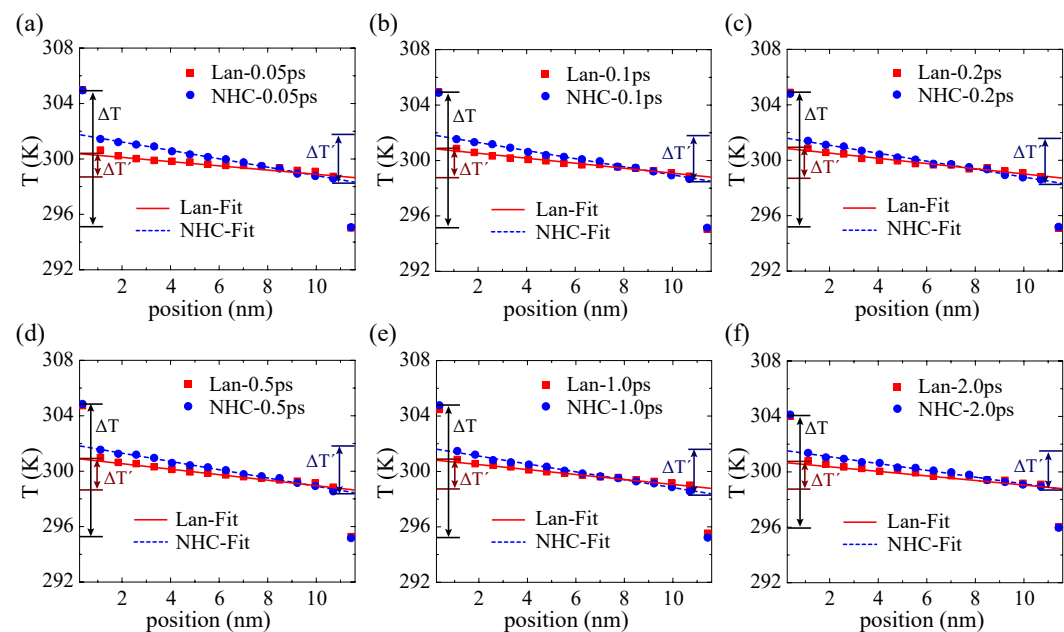 (a)
308
304
300
296
292
T (K)
Lan-0.05ps
NHC-0.05ps
ΔT
ΔT′
ΔT′
Lan-Fit
NHC-Fit
2 4 6 8 10
position (nm)
(b)
308
304
300
296
292
T (K)
Lan-0.1ps
NHC-0.1ps
ΔT
ΔT′
ΔT′
Lan-Fit
NHC-Fit
2 4 6 8 10
position (nm)
(c)
308
304
300
296
292
T (K)
Lan-0.2ps
NHC-0.2ps
ΔT
ΔT′
ΔT′
Lan-Fit
NHC-Fit
2 4 6 8 10
position (nm)
(d)
308
304
300
296
292
T (K)
Lan-0.5ps
NHC-0.5ps
ΔT
ΔT′
ΔT′
Lan-Fit
NHC-Fit
2 4 6 8 10
position (nm)
(e)
308
304
300
296
292
T (K)
Lan-1.0ps
NHC-1.0ps
ΔT
ΔT′
ΔT′
Lan-Fit
NHC-Fit
2 4 6 8 10
position (nm)
(f)
308
304
300
296
292
T (K)
Lan-2.0ps
NHC-2.0ps
ΔT
ΔT′
ΔT′
Lan-Fit
NHC-Fit
2 4 6 8 10
position (nm)